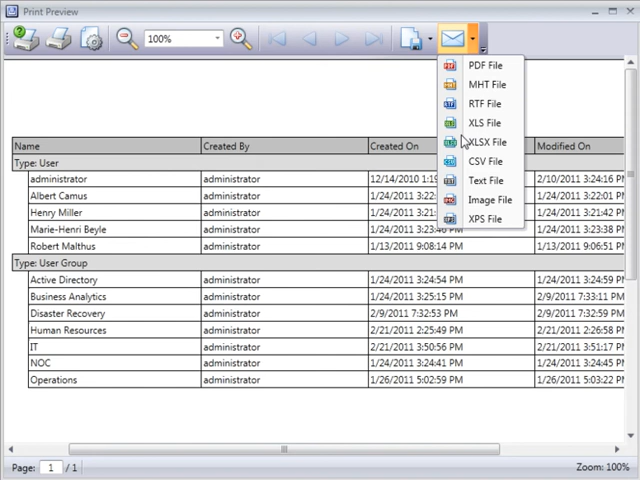 Print Preview
100%
PDF File
MHT File
RTF File
XLS File
XLSX File
CSV File
Text File
Image File
XPS File
Name Created By Created On Modified On
Type: User
administrator administrator 12/14/2010 2/10/2011 3:24:16 PM
Albert Camus administrator 1/24/2011 3:22: 1/24/2011 3:22:01 PM
Henry Miller administrator 1/24/2011 3:21: 1/24/2011 3:21:42 PM
Marie-Henri Beyle administrator 1/24/2011 3:23:46 PM 1/24/2011 3:23:38 PM
Robert Malthus administrator 1/13/2011 9:08:14 PM 1/13/2011 9:06:51 PM
Type: User Group
Active Directory administrator 1/24/2011 3:24:54 PM 1/24/2011 3:24:59 PM
Business Analytics administrator 1/24/2011 3:25:15 PM 2/9/2011 7:33:11 PM
Disaster Recovery administrator 2/9/2011 7:32:53 PM 2/9/2011 7:32:59 PM
Human Resources administrator 2/21/2011 2:25:49 PM 2/21/2011 2:26:58 PM
IT administrator 2/21/2011 3:50:56 PM 2/21/2011 3:51:17 PM
NOC administrator 1/24/2011 3:24:41 PM 1/24/2011 3:24:45 PM
Operations administrator 1/26/2011 5:02:59 PM 1/26/2011 5:03:22 PM
Page: 1 / 1
Zoom: 100%